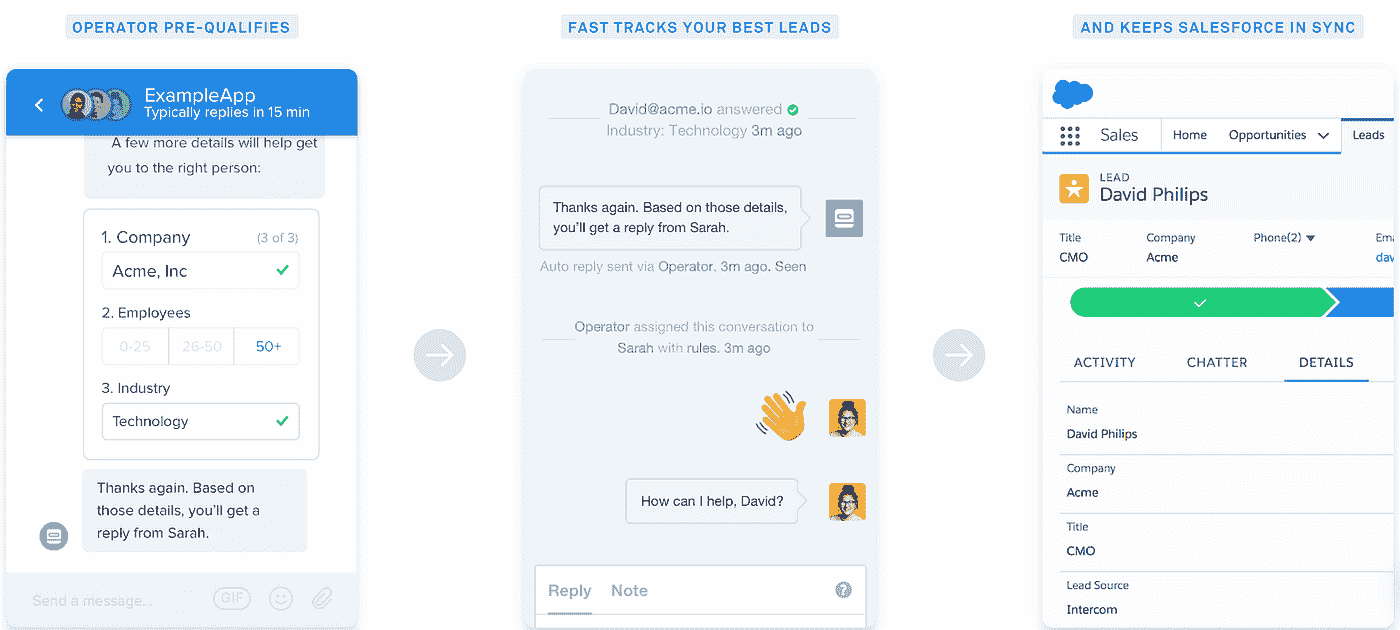 OPERATOR PRE-QUALIFIES
ExampleApp
Typically replies in 15 min
A few more details will help get
you to the right person:
1. Company (3 of 3)
Acme, Inc
2. Employees
0-25 26-50 50+
3. Industry
Technology
Thanks again. Based on
those details, you'll get a
reply from Sarah.
Send a message...
GIF
FAST TRACKS YOUR BEST LEADS
David@acme.io answered
Industry: Technology 3m ago
Thanks again. Based on those details,
you'll get a reply from Sarah.
Auto reply sent via Operator. 3m ago. Seen
Operator assigned this conversation to
Sarah with rules. 3m ago
How can I help, David?
Reply Note
?
AND KEEPS SALESFORCE IN SYNC
Sales Home Opportunities Leads
LEAD
David Philips
Title Company Phone(2) Ema
CMO Acme dav
ACTIVITY CHATTER DETAILS
Name
David Philips
Company
Acme
Title
CMO
Lead Source
Intercom